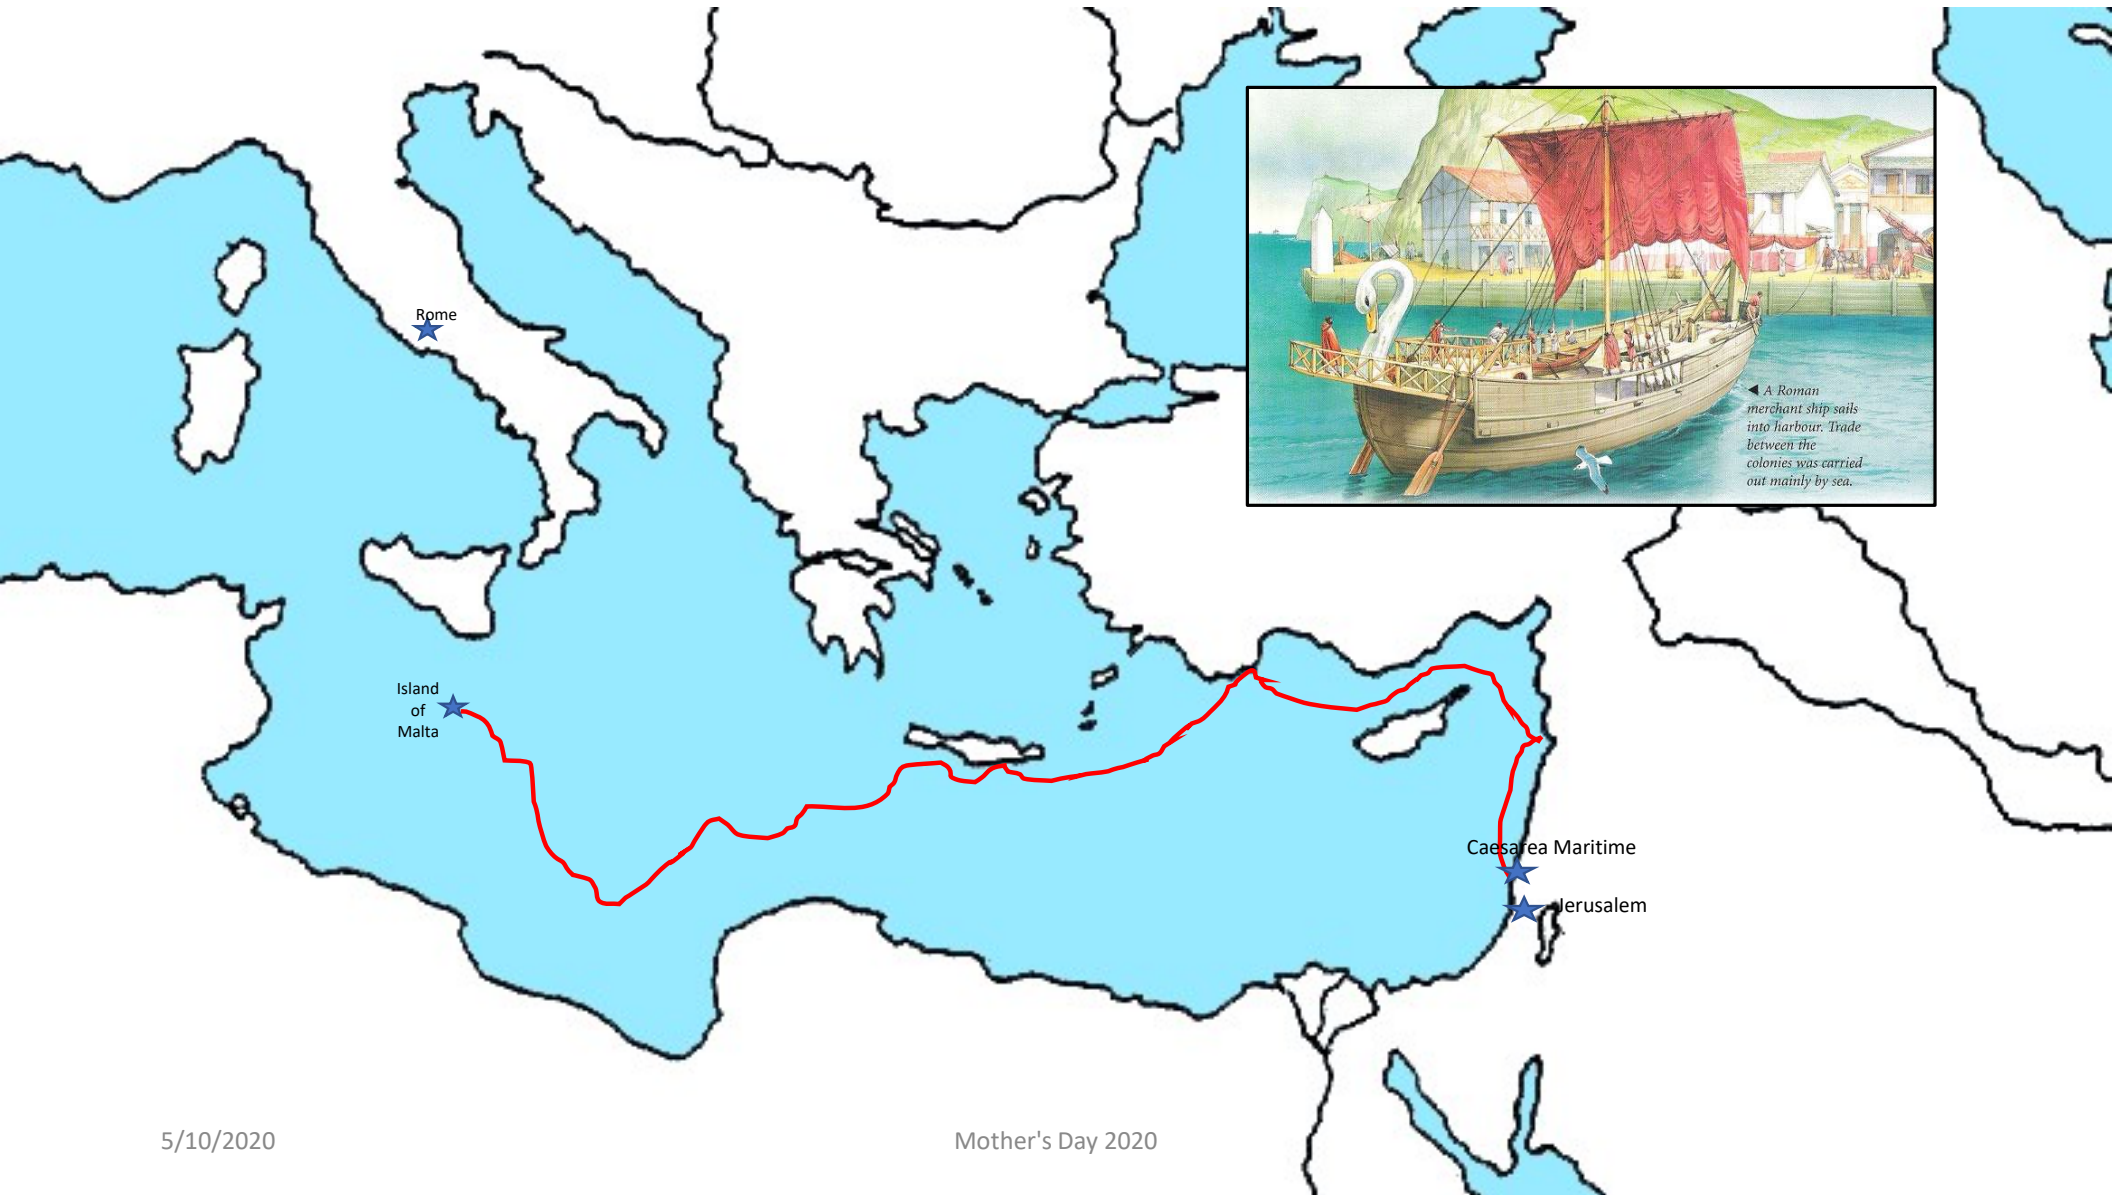 Rome
◄ A Roman
merchant ship sails
into harbour. Trade
between the
colonies was carried
out mainly by sea.
Island
of
Malta
Caesarea Maritime
Jerusalem
5/10/2020
Mother's Day 2020